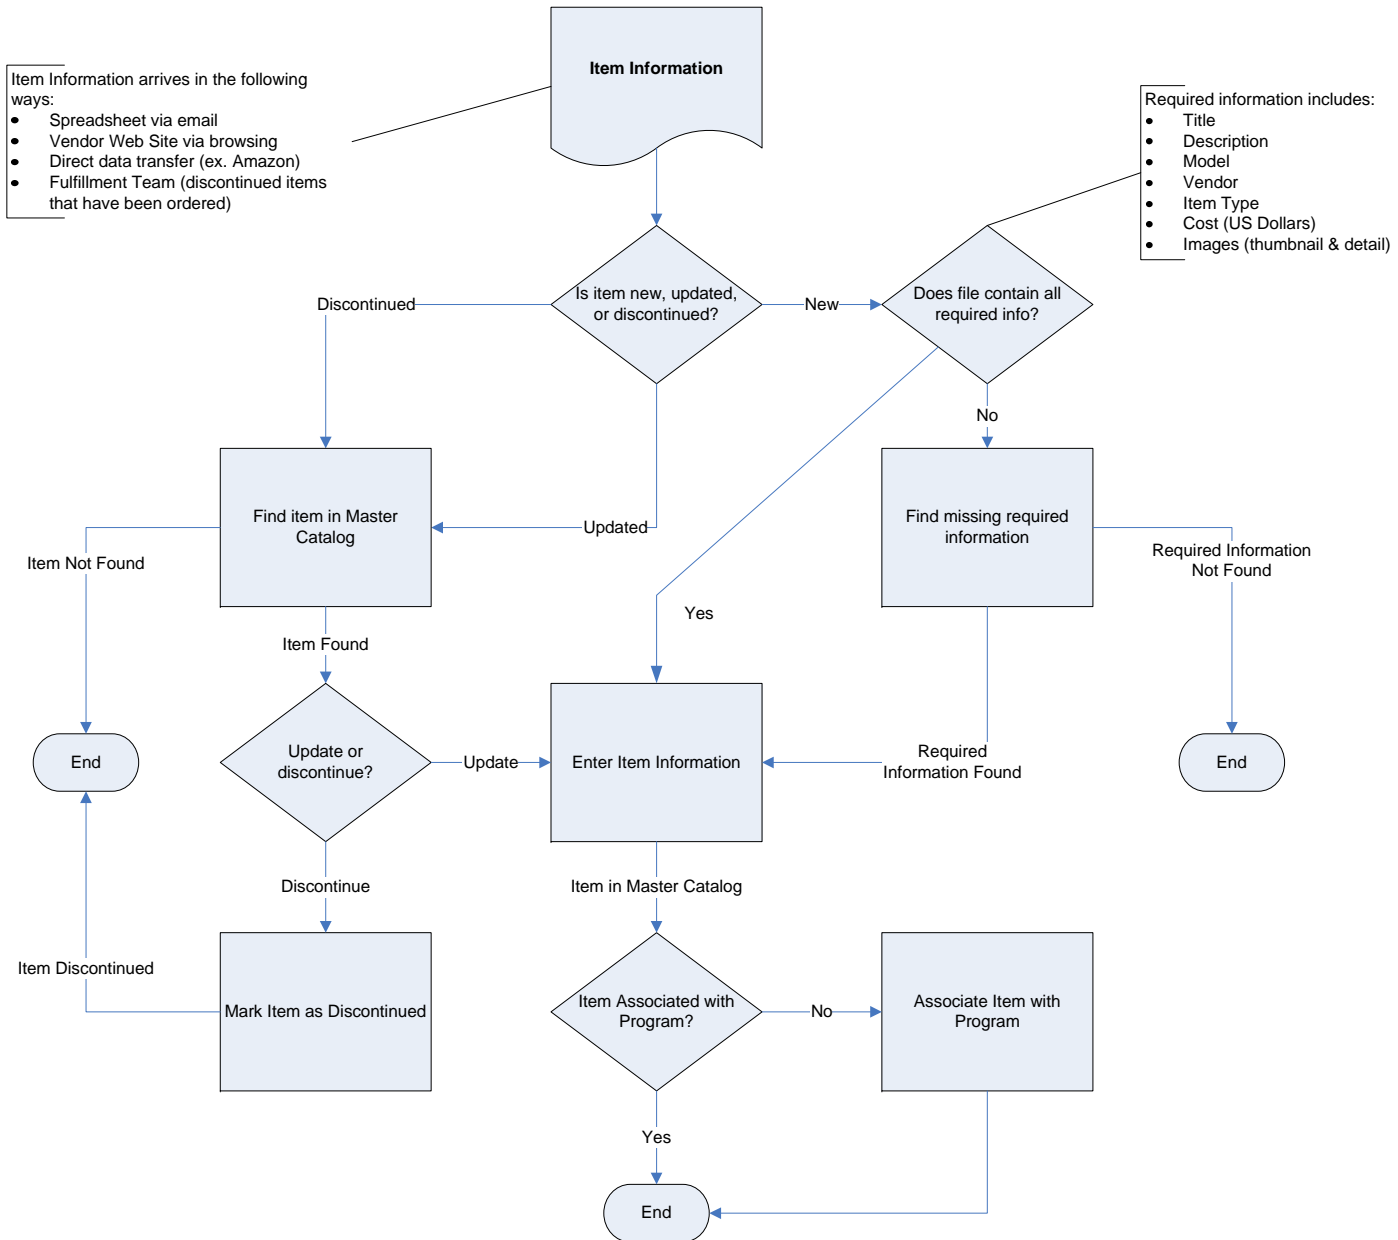 Item Information
Item Information arrives in the following
ways:
• Spreadsheet via email
• Vendor Web Site via browsing
• Direct data transfer (ex. Amazon)
• Fulfillment Team (discontinued items
that have been ordered)
Required information includes:
• Title
• Description
• Model
• Vendor
• Item Type
• Cost (US Dollars)
• Images (thumbnail & detail)
Is item new, updated,
or discontinued?
Discontinued
New
Does file contain all
required info?
No
Find item in Master
Catalog
Updated
Find missing required
information
Item Not Found
Required Information
Not Found
Yes
Item Found
End
Update or
discontinue?
Update
Enter Item Information
Required
Information Found
End
Discontinue
Item in Master Catalog
Item Discontinued
Mark Item as Discontinued
Item Associated with
Program?
No
Associate Item with
Program
Yes
End